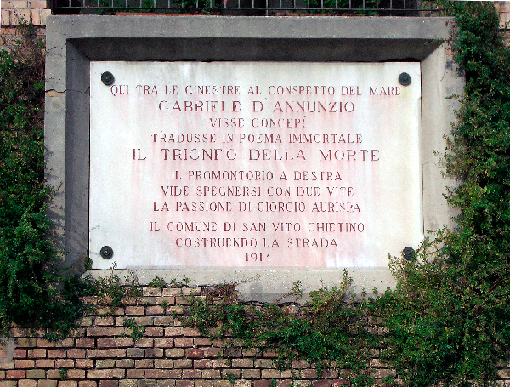 QUI TRA LE GINESTRE AL CONSPETTO DEL MARE
GABRIELE D'ANNUNZIO
VISSE CONCEPÌ
TRADUSSE IN POEMA IMMORTALE
IL TRIONFO DELLA MORTE
IL PROMONTORIO A DESTRA
VIDE SPEGNERSI CON DUE VITE
LA PASSIONE DI GIORGIO AURISPA
IL COMUNE DI SAN VITO CHIETINO
COSTRUENDO LA STRADA